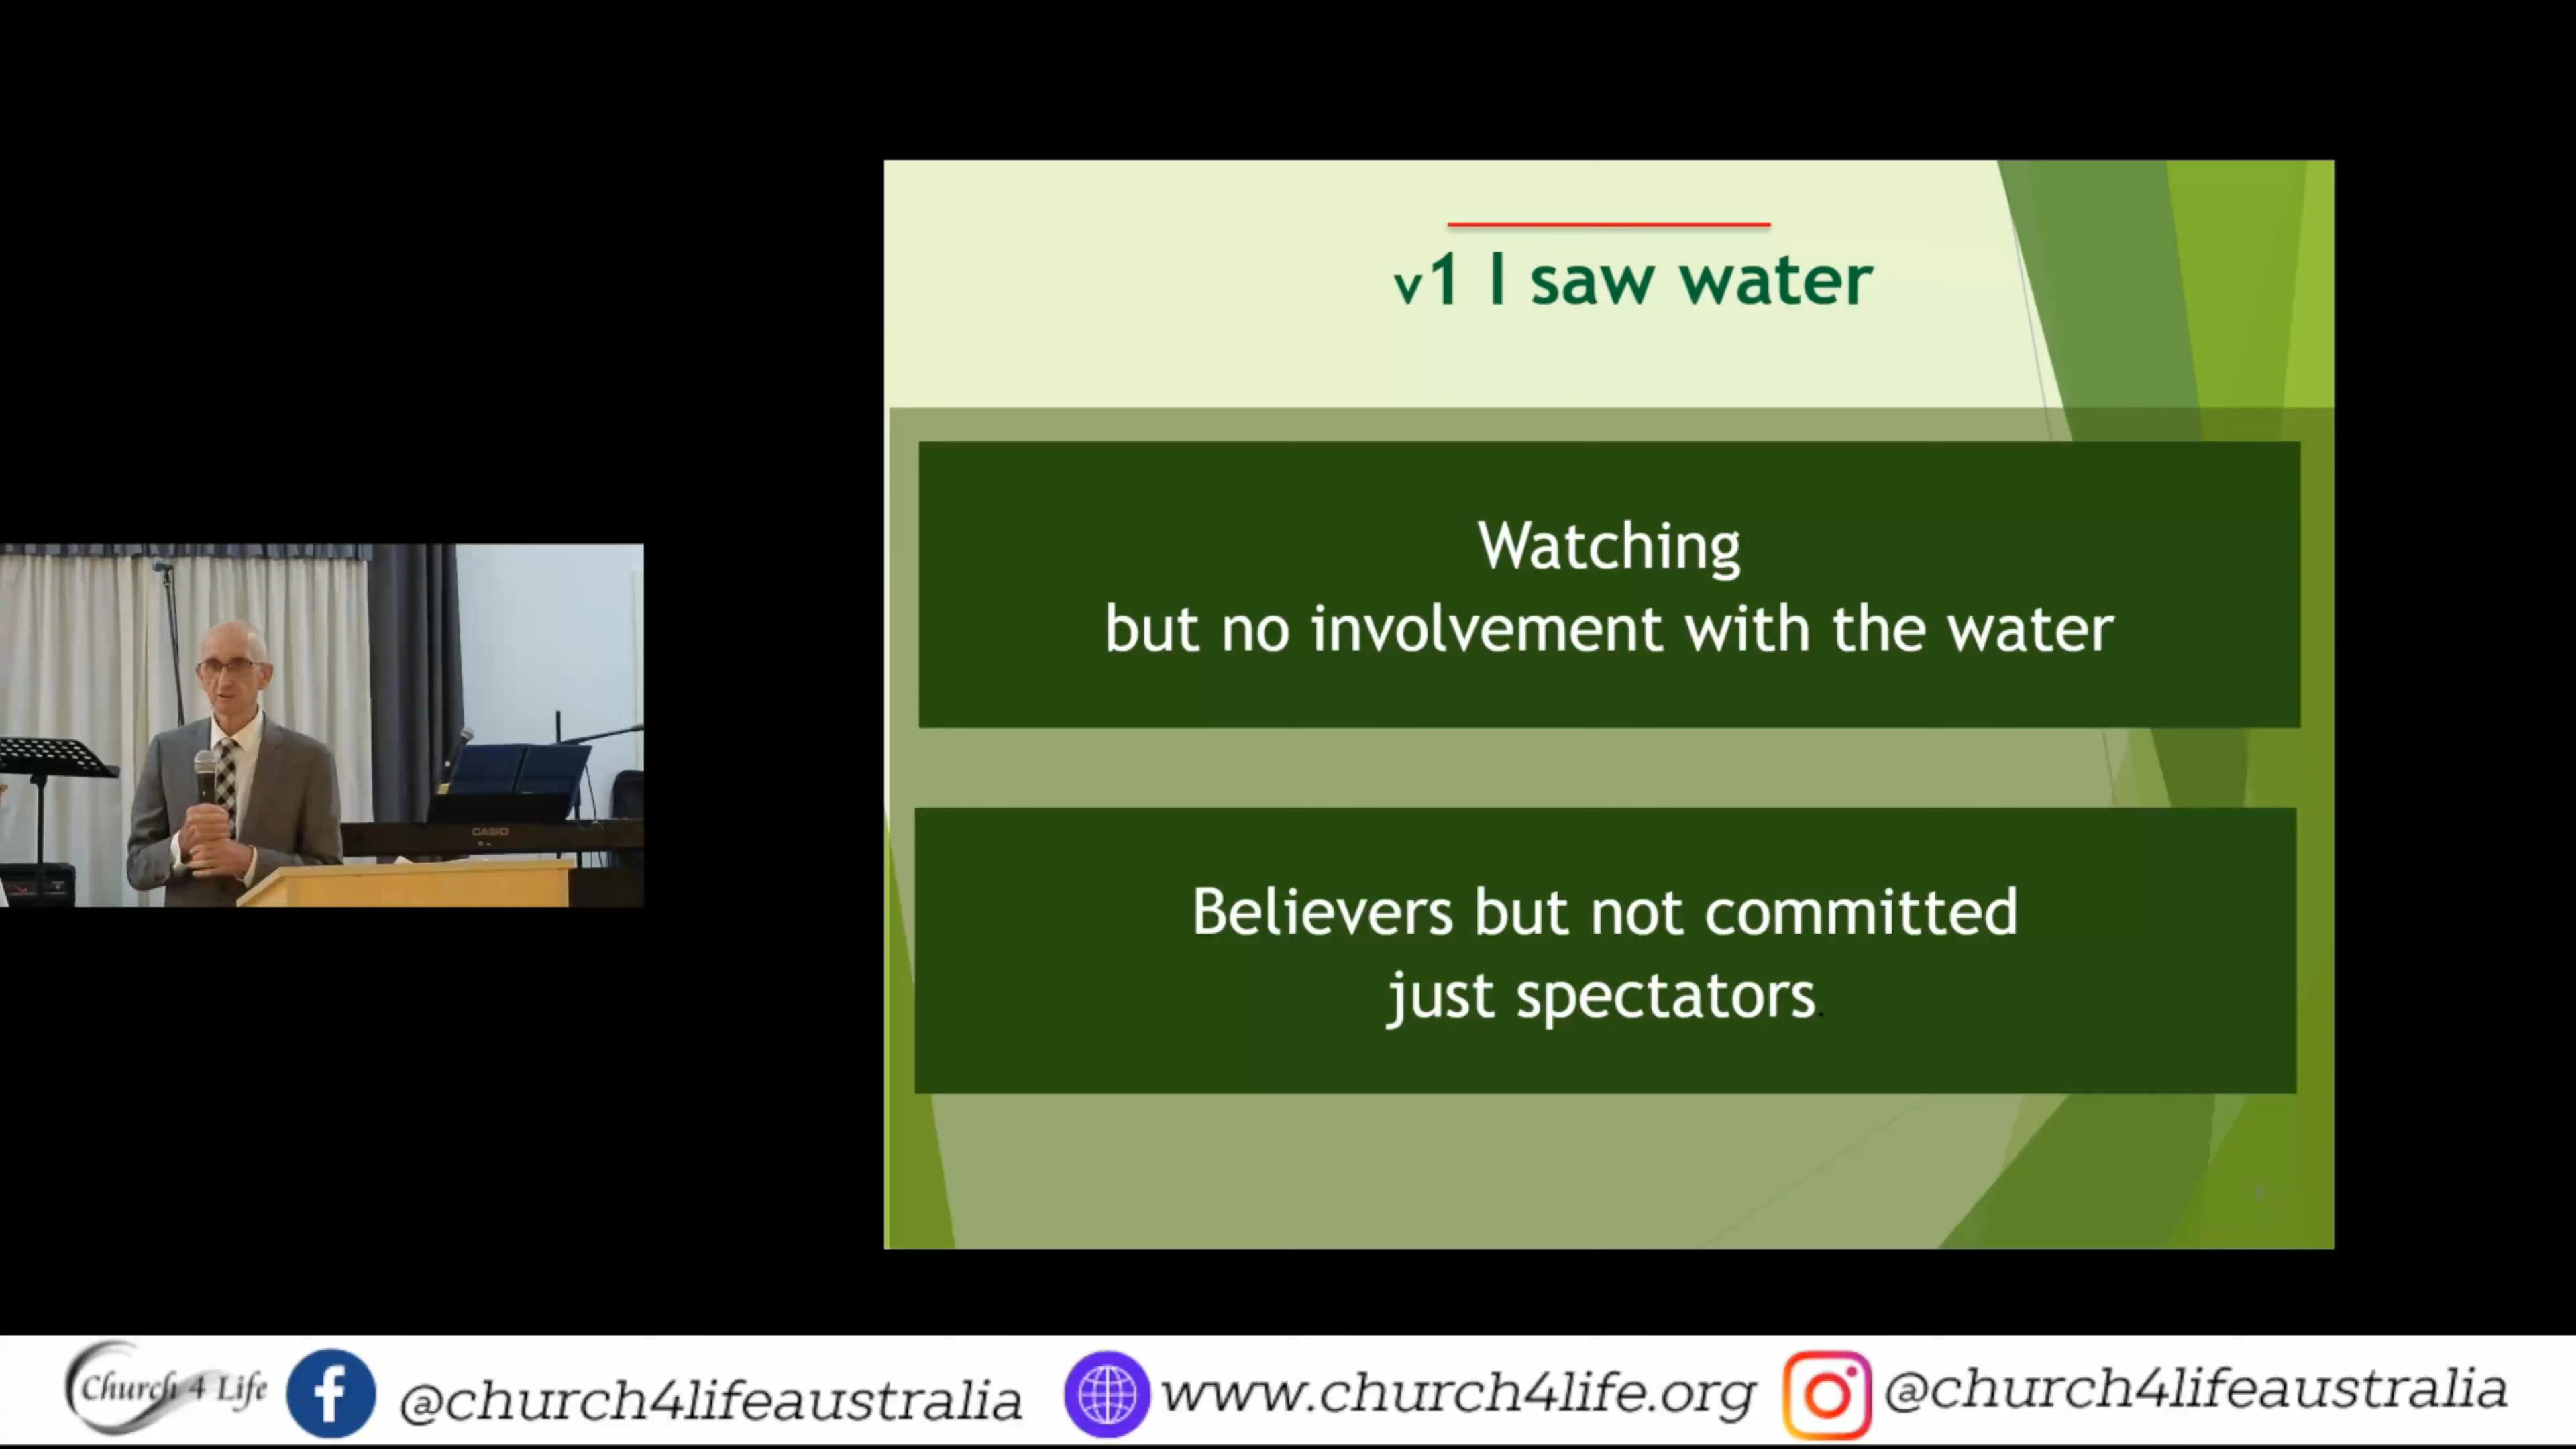 v1 I saw water
Watching
but no involvement with the water
Believers but not committed
just spectators.
CASIO
Church 4 Life
@church4lifeaustralia
www.church4life.org
@church4lifeaustralia